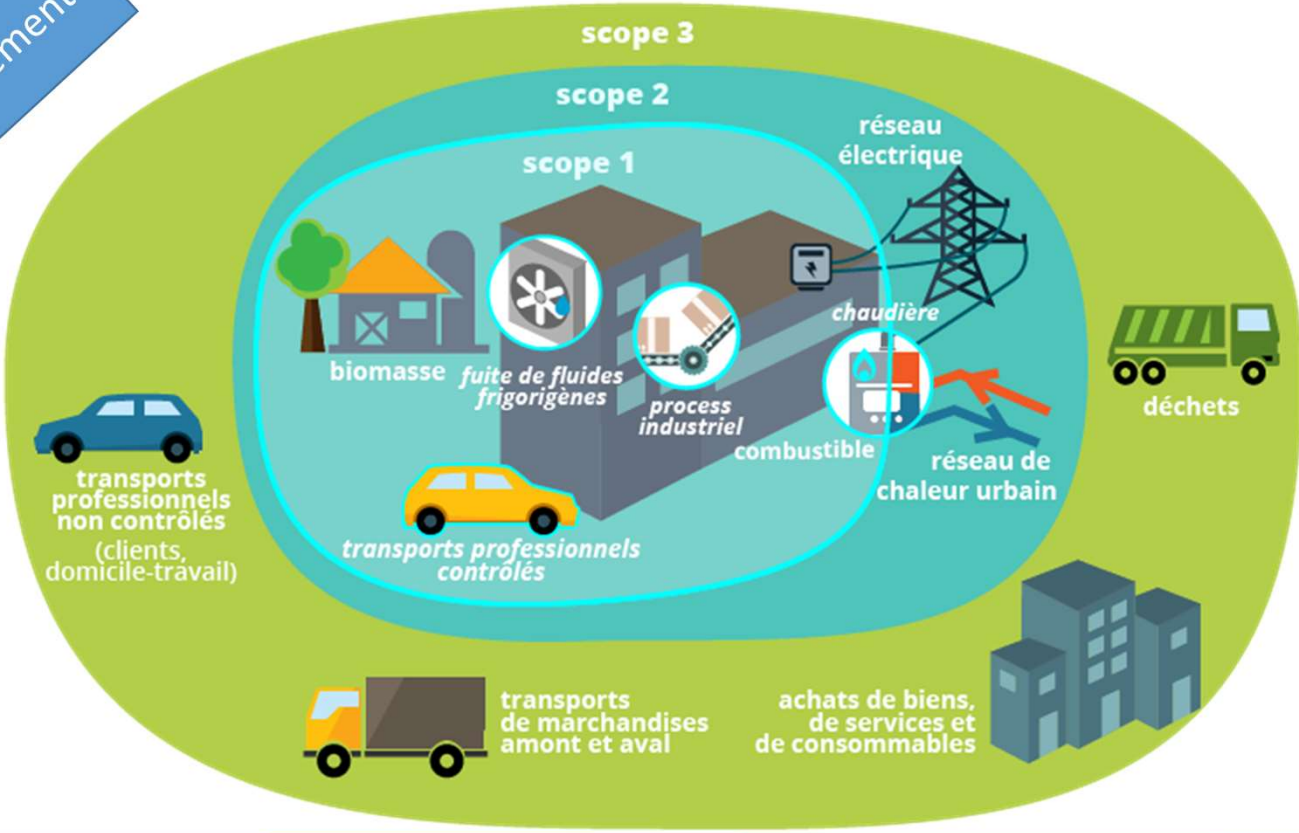 scope 3
scope 2
scope 1
réseau
électrique
chaudière
biomasse
fuite de fluides
frigorigènes
process
industriel
combustible
réseau de
chaleur urbain
déchets
transports
professionnels
non contrôlés
(clients,
domicile-travail)
transports professionnels
contrôlés
transports
de marchandises
amont et aval
achats de biens,
de services et
de consommables